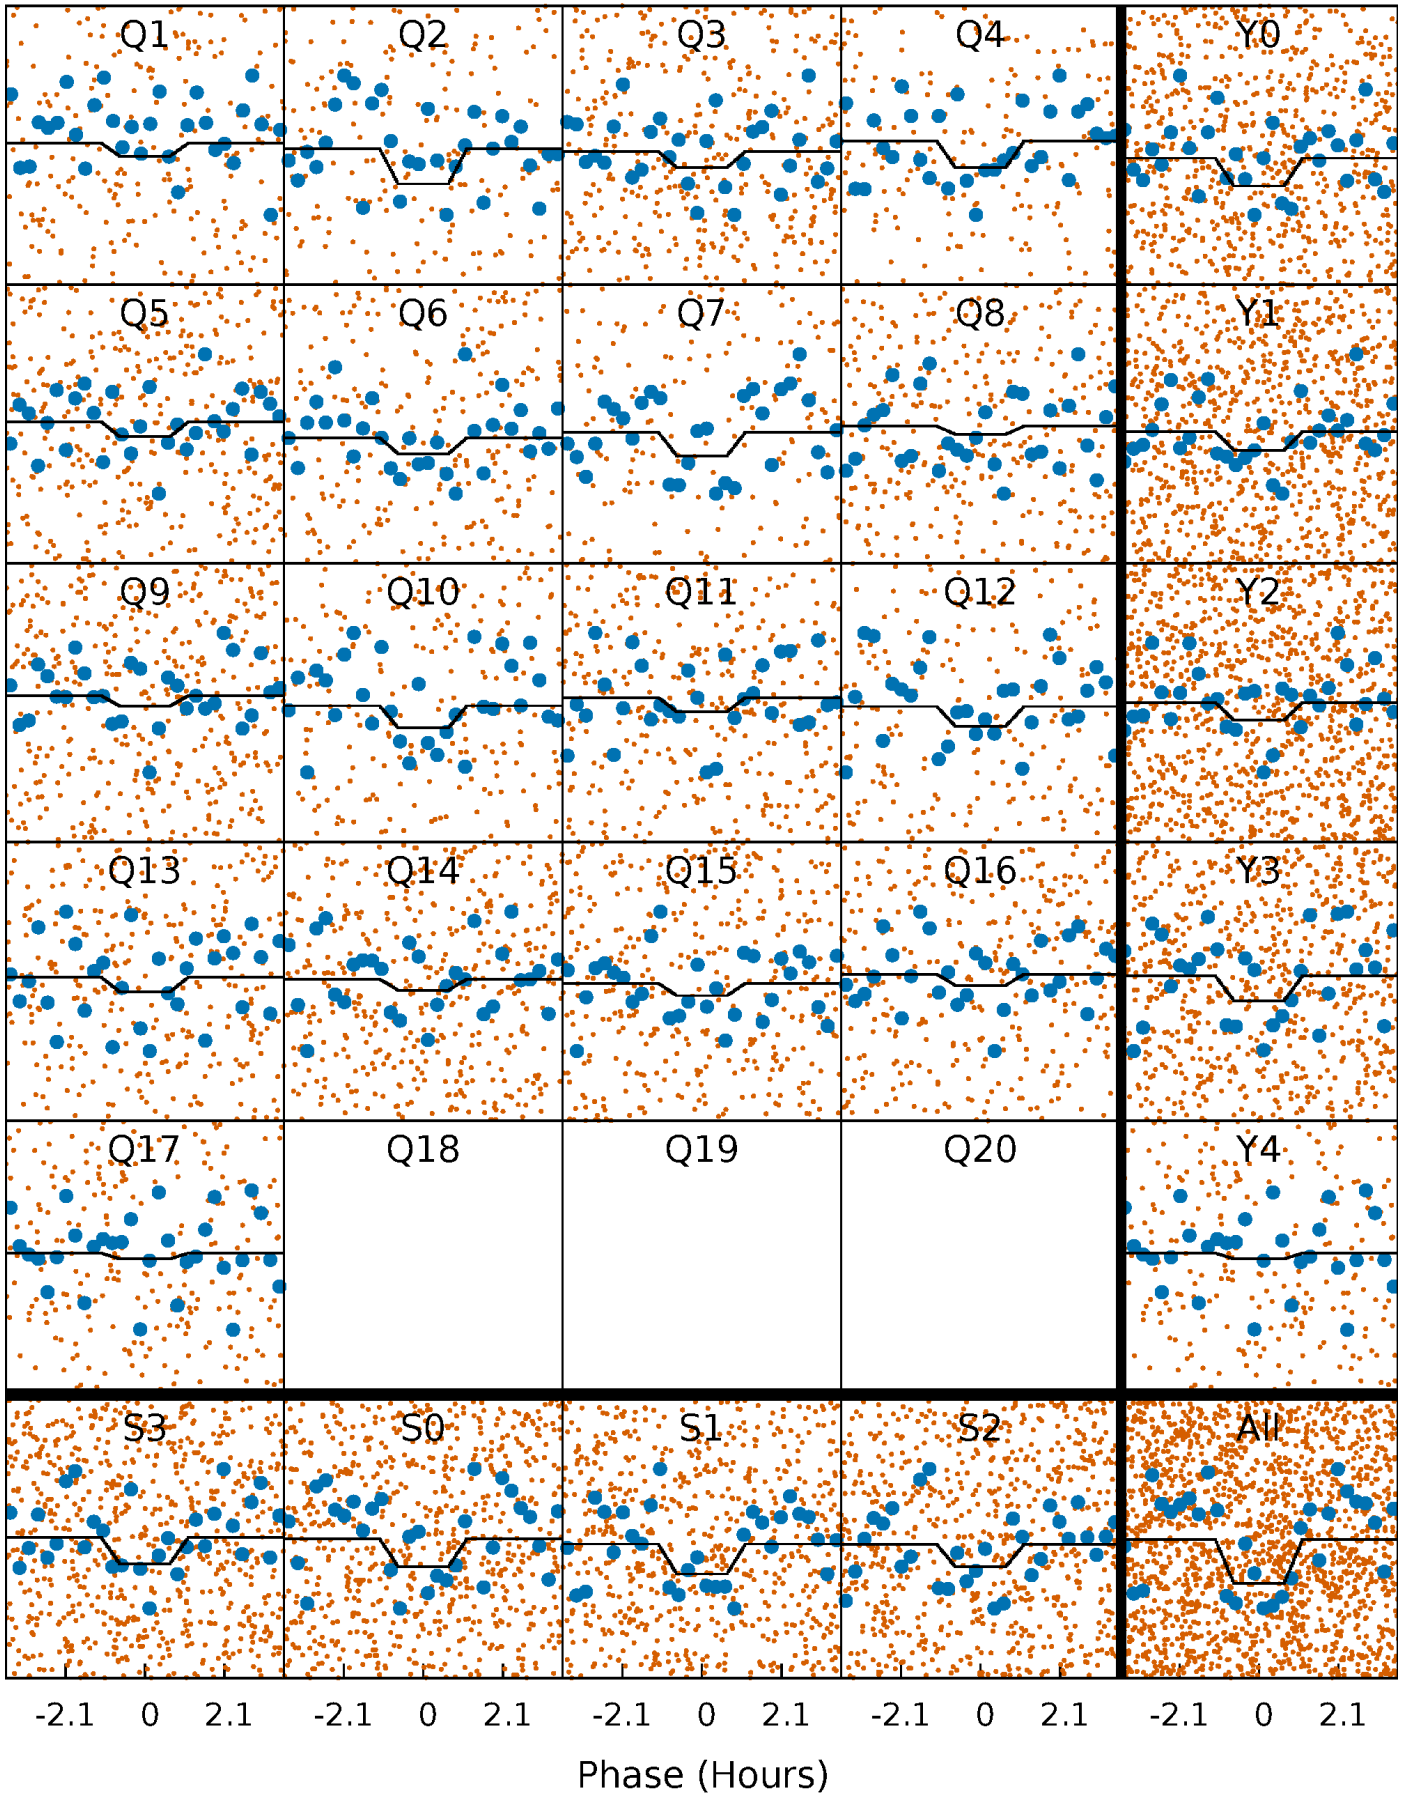 Q1 Q2 Q3 Q4 Y0
Q5 Q6 Q7 Q8 Y1
Q9 Q10 Q11 Q12 Y2
Q13 Q14 Q15 Q16 Y3
Q17 Q18 Q19 Q20 Y4
S3 S0 S1 S2 All
-2.1 0 2.1 -2.1 0 2.1 -2.1 0 2.1 -2.1 0 2.1 -2.1 0 2.1
Phase (Hours)